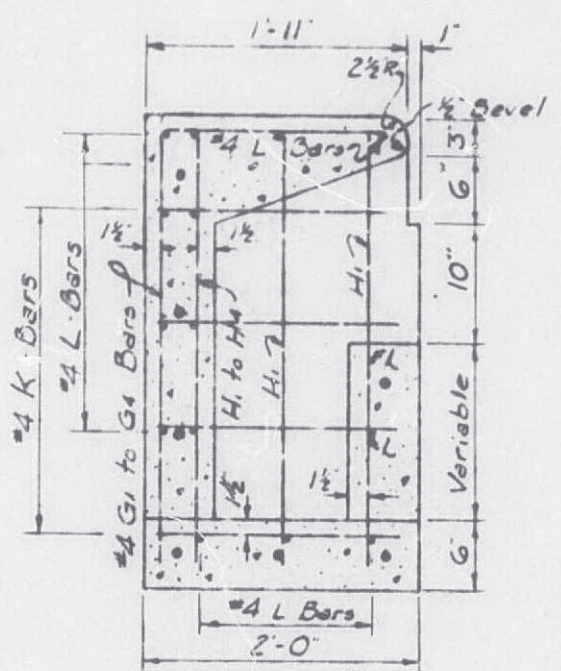 1'-11"
1"
2½"R.
½" Bevel
#4 L Bars
3"
6"
1½"
1½"
10"
#4 K Bars
#4 L-Bars
#4 G1 to G4 Bars
H1 to H4
H1
H1
#L
#L
Variable
1½"
1½"
6"
#4 L Bars
2'-0"